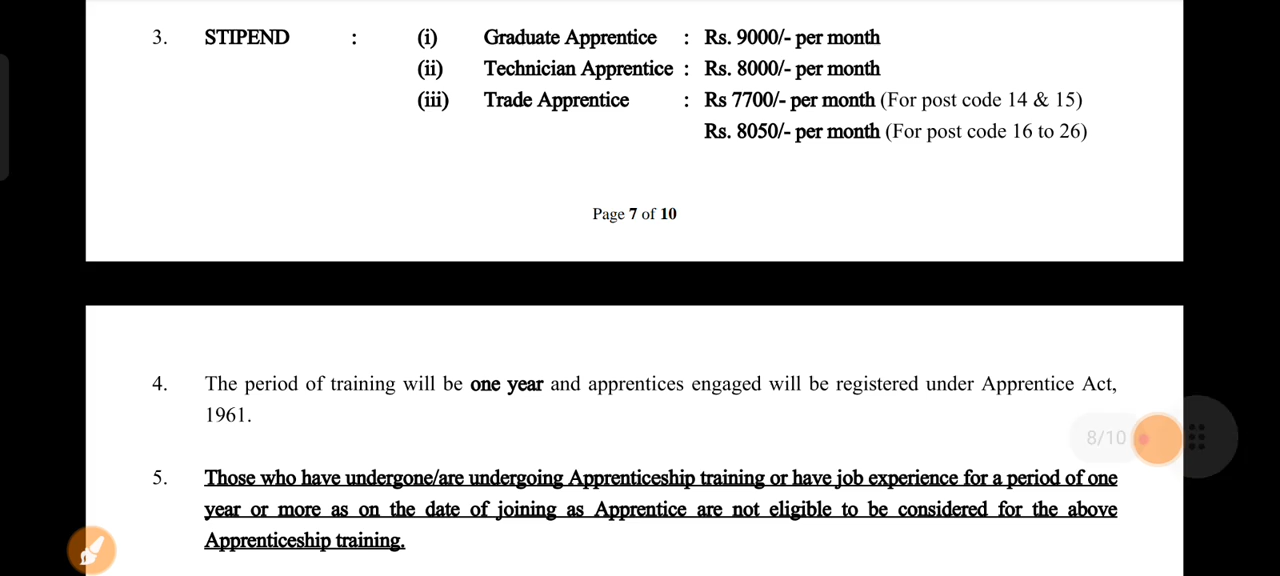 3. STIPEND : (i) Graduate Apprentice : Rs. 9000/- per month
(ii) Technician Apprentice : Rs. 8000/- per month
(iii) Trade Apprentice : Rs 7700/- per month (For post code 14 & 15)
Rs. 8050/- per month (For post code 16 to 26)
Page 7 of 10
4. The period of training will be one year and apprentices engaged will be registered under Apprentice Act,
1961.
8/10
5. Those who have undergone/are undergoing Apprenticeship training or have job experience for a period of one
year or more as on the date of joining as Apprentice are not eligible to be considered for the above
Apprenticeship training.